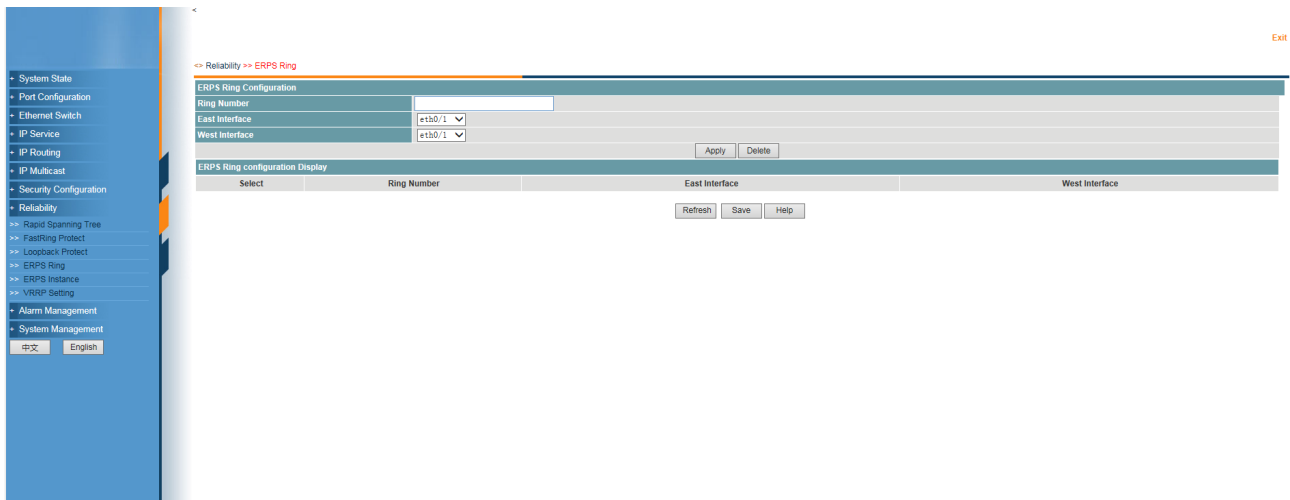 <
Exit
<> Reliability >> ERPS Ring
+ System State
+ Port Configuration
+ Ethernet Switch
+ IP Service
+ IP Routing
+ IP Multicast
+ Security Configuration
+ Reliability
>> Rapid Spanning Tree
>> FastRing Protect
>> Loopback Protect
>> ERPS Ring
>> ERPS Instance
>> VRRP Setting
+ Alarm Management
+ System Management
中文 English
ERPS Ring Configuration
Ring Number
East Interface eth0/1
West Interface eth0/1
Apply Delete
ERPS Ring configuration Display
Select Ring Number East Interface West Interface
Refresh Save Help